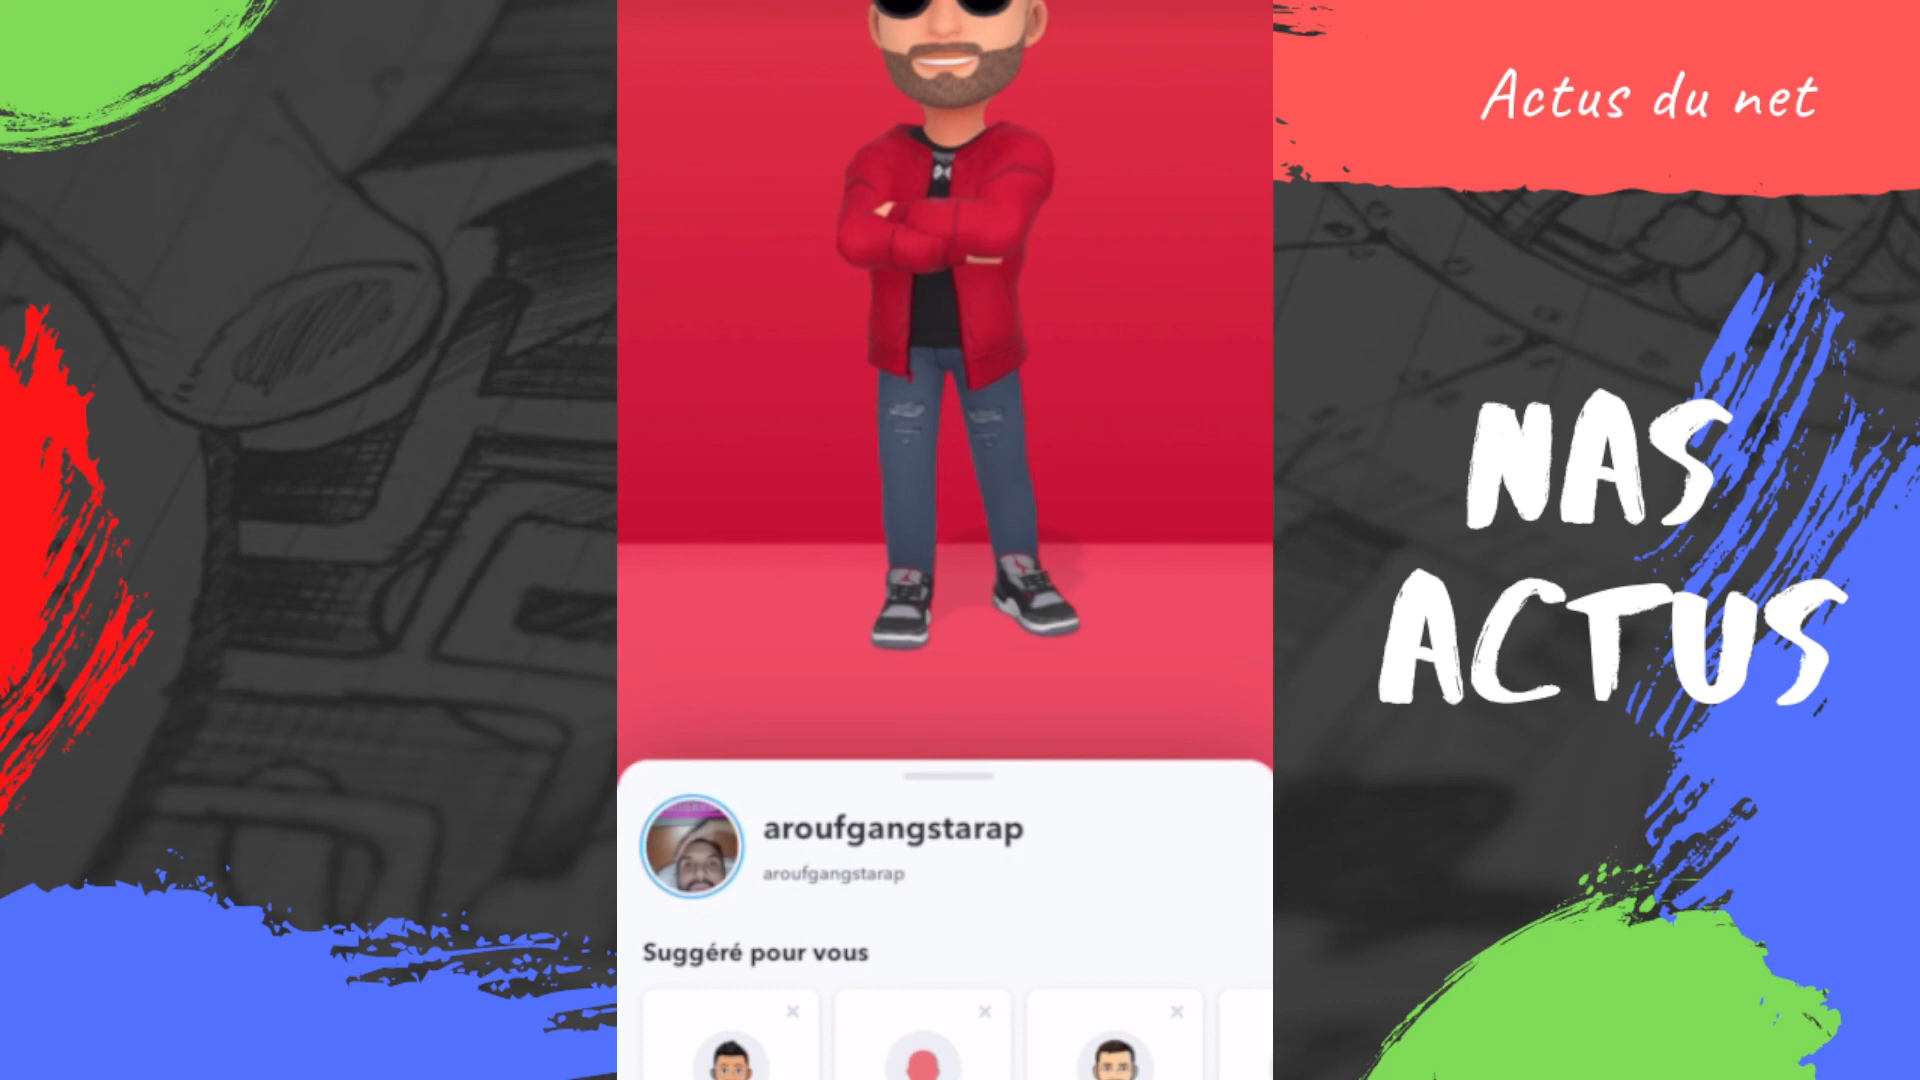 Actus du net
NAS
ACTUS
aroufgangstarap
aroufgangstarap
Suggéré pour vous